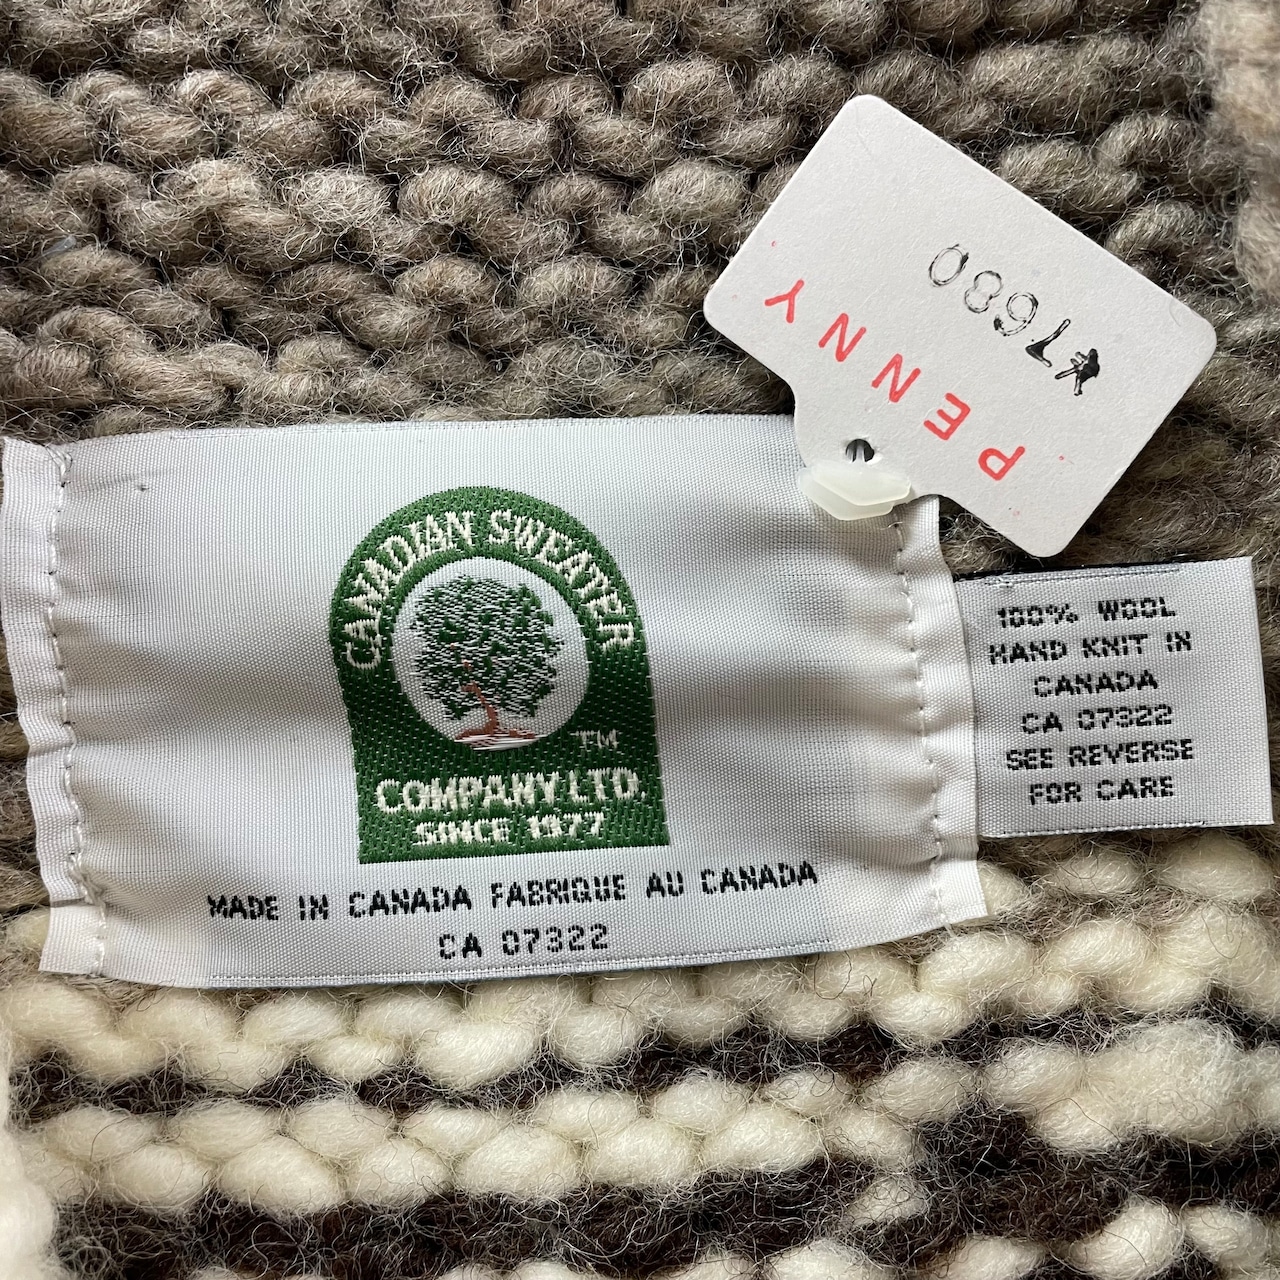 ¥7680
PENNY
CANADIAN SWEATER
TM
COMPANY LTD.
SINCE 1977
MADE IN CANADA FABRIQUE AU CANADA
CA 07322
100% WOOL
HAND KNIT IN
CANADA
CA 07322
SEE REVERSE
FOR CARE